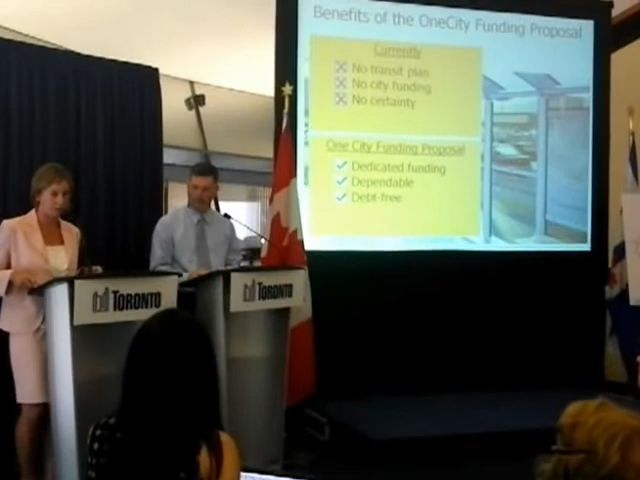 Benefits of the OneCity Funding Proposal
Currently
No transit plan
No city funding
No certainty
One City Funding Proposal
Dedicated funding
Dependable
Debt-free
TORONTO
TORONTO